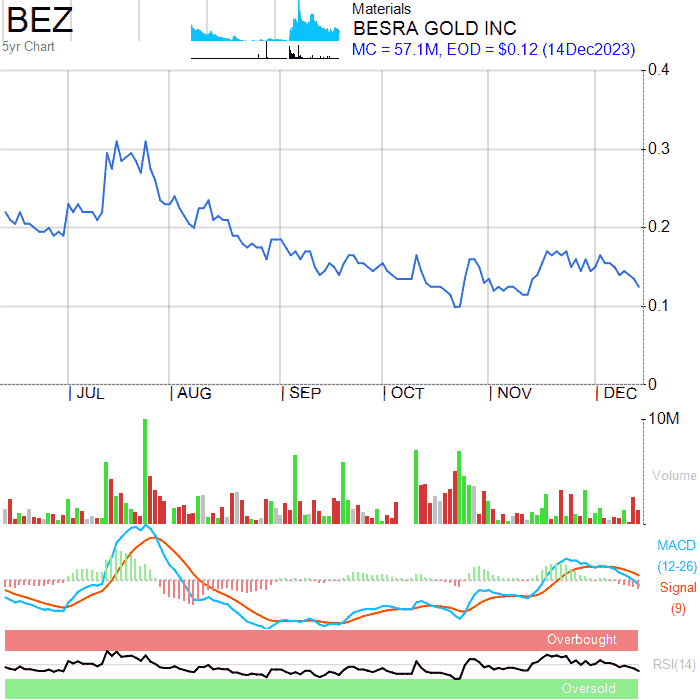 BEZ
5yr Chart
Materials
BESRA GOLD INC
MC = 57.1M, EOD = $0.12 (14Dec2023)
0.4
0.3
0.2
0.1
0
JUL AUG SEP OCT NOV DEC
10M
Volume
MACD
(12-26)
Signal
(9)
Overbought
RSI(14)
Oversold